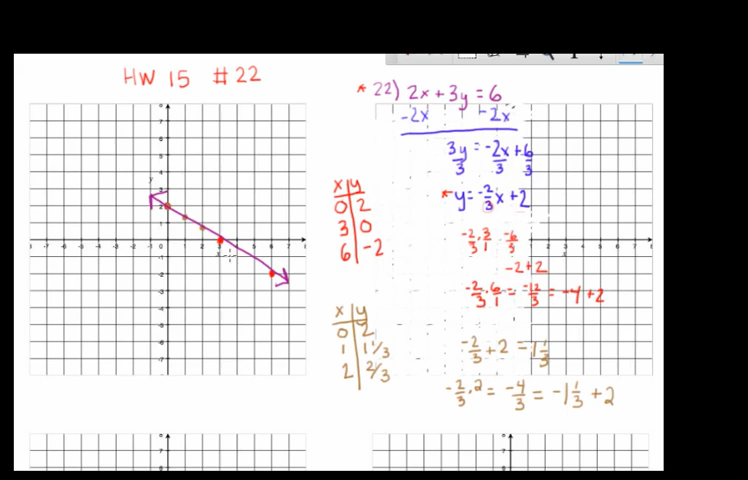 HW 15 #22
* 22) 2x + 3y = 6
-2x -2x
3y/3 = -2x/3 + 6/3
* y = -2/3 x + 2
x | y
0 | 2
3 | 0
6 | -2
-2/3 · 3/1 -6/3
-2 + 2
-2/3 · 6/1 = -12/3 = -4 + 2
x | y
0 | 2
1 | 1 1/3
2 | 2/3
-2/3 + 2 = 1 1/3
-2/3 · 2 = -4/3 = -1 1/3 + 2